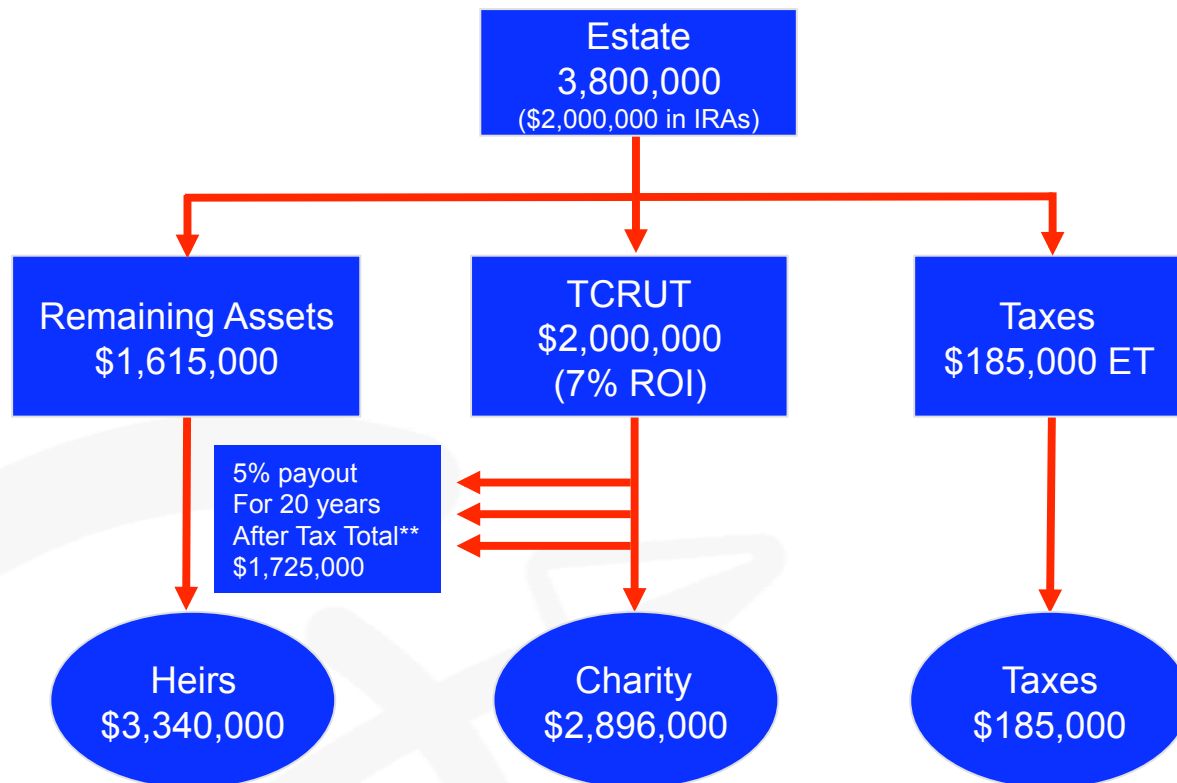 Estate
3,800,000
($2,000,000 in IRAs)
Remaining Assets
$1,615,000
TCRUT
$2,000,000
(7% ROI)
Taxes
$185,000 ET
5% payout
For 20 years
After Tax Total**
$1,725,000
Heirs
$3,340,000
Charity
$2,896,000
Taxes
$185,000